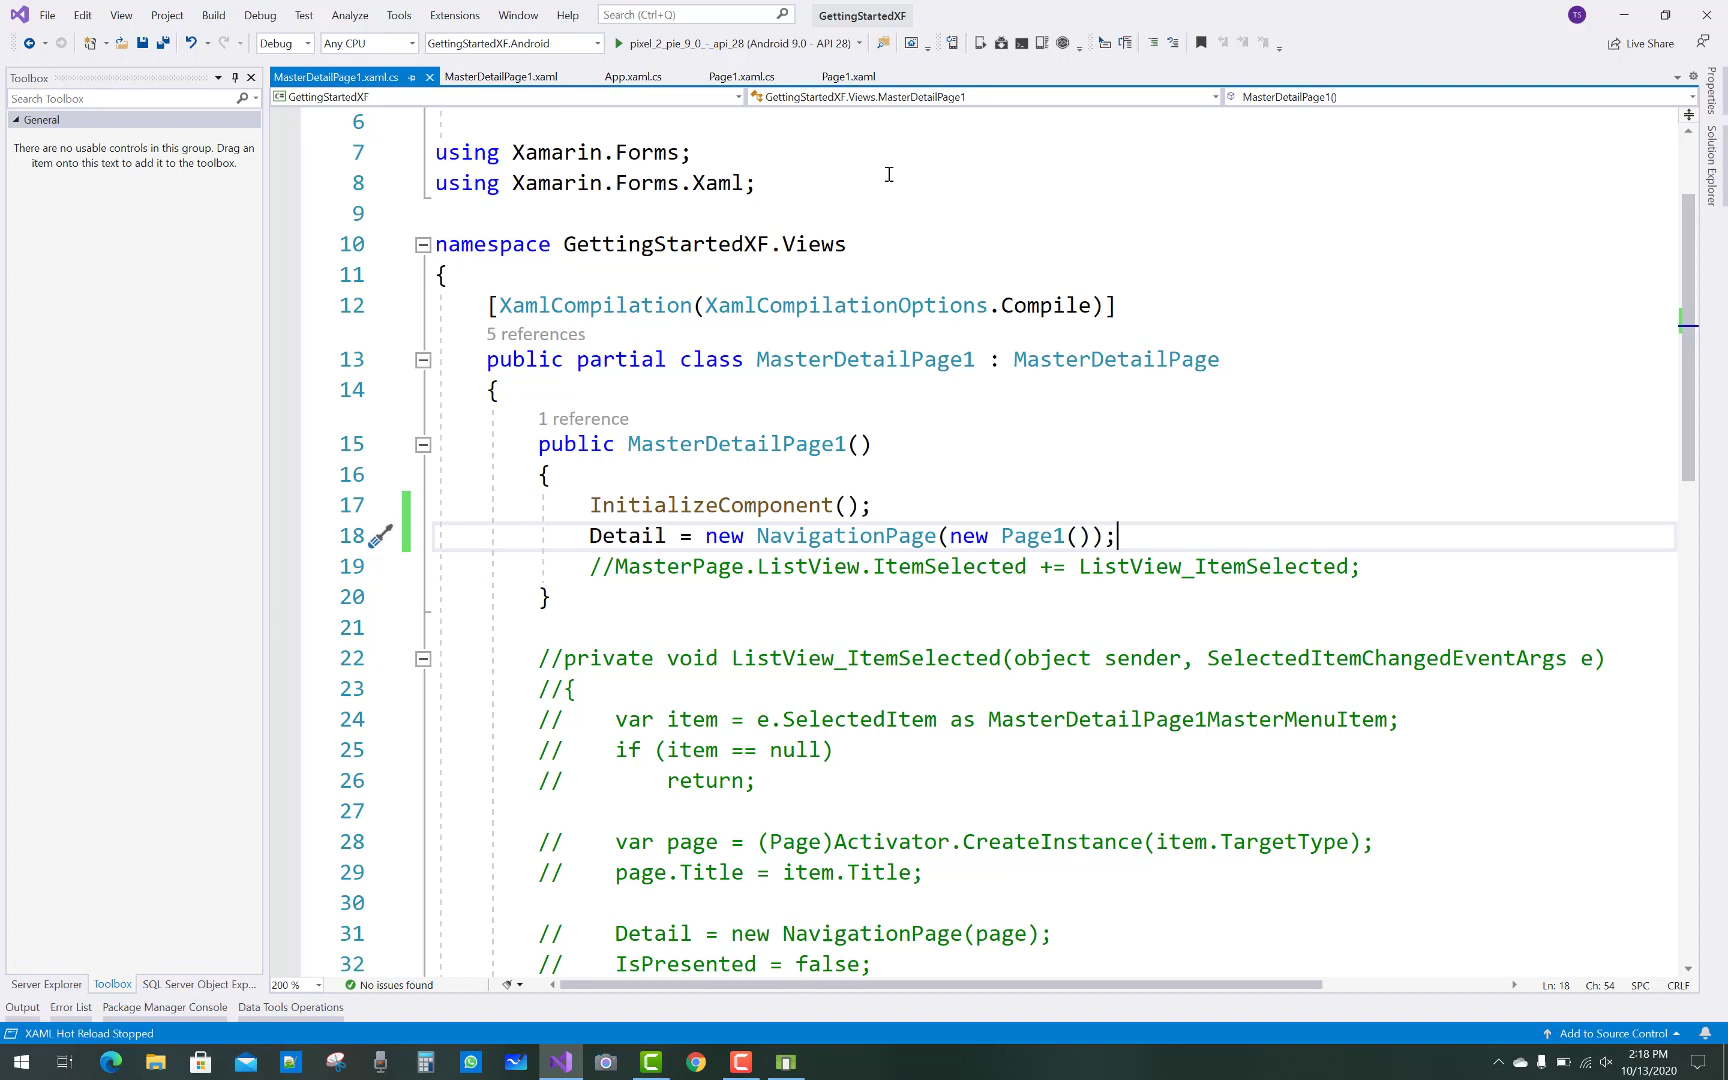 File Edit View Project Build Debug Test Analyze Tools Extensions Window Help Search (Ctrl+Q) GettingStartedXF TS
Debug Any CPU GettingStartedXF.Android pixel_2_pie_9_0_-_api_28 (Android 9.0 - API 28) Live Share
Toolbox
MasterDetailPage1.xaml.cs MasterDetailPage1.xaml App.xaml.cs Page1.xaml.cs Page1.xaml
Search Toolbox
GettingStartedXF GettingStartedXF.Views.MasterDetailPage1 MasterDetailPage1()
General
There are no usable controls in this group. Drag an
item onto this text to add it to the toolbox.
Properties
Solution Explorer
6
7 using Xamarin.Forms;
8 using Xamarin.Forms.Xaml;
9
10 namespace GettingStartedXF.Views
11 {
12 [XamlCompilation(XamlCompilationOptions.Compile)]
5 references
13 public partial class MasterDetailPage1 : MasterDetailPage
14 {
1 reference
15 public MasterDetailPage1()
16 {
17 InitializeComponent();
18 Detail = new NavigationPage(new Page1());
19 //MasterPage.ListView.ItemSelected += ListView_ItemSelected;
20 }
21
22 //private void ListView_ItemSelected(object sender, SelectedItemChangedEventArgs e)
23 //{
24 // var item = e.SelectedItem as MasterDetailPage1MasterMenuItem;
25 // if (item == null)
26 // return;
27
28 // var page = (Page)Activator.CreateInstance(item.TargetType);
29 // page.Title = item.Title;
30
31 // Detail = new NavigationPage(page);
32 // IsPresented = false;
Server Explorer Toolbox SQL Server Object Exp... 200 % No issues found Ln: 18 Ch: 54 SPC CRLF
Output Error List Package Manager Console Data Tools Operations
XAML Hot Reload Stopped Add to Source Control
2:18 PM
10/13/2020